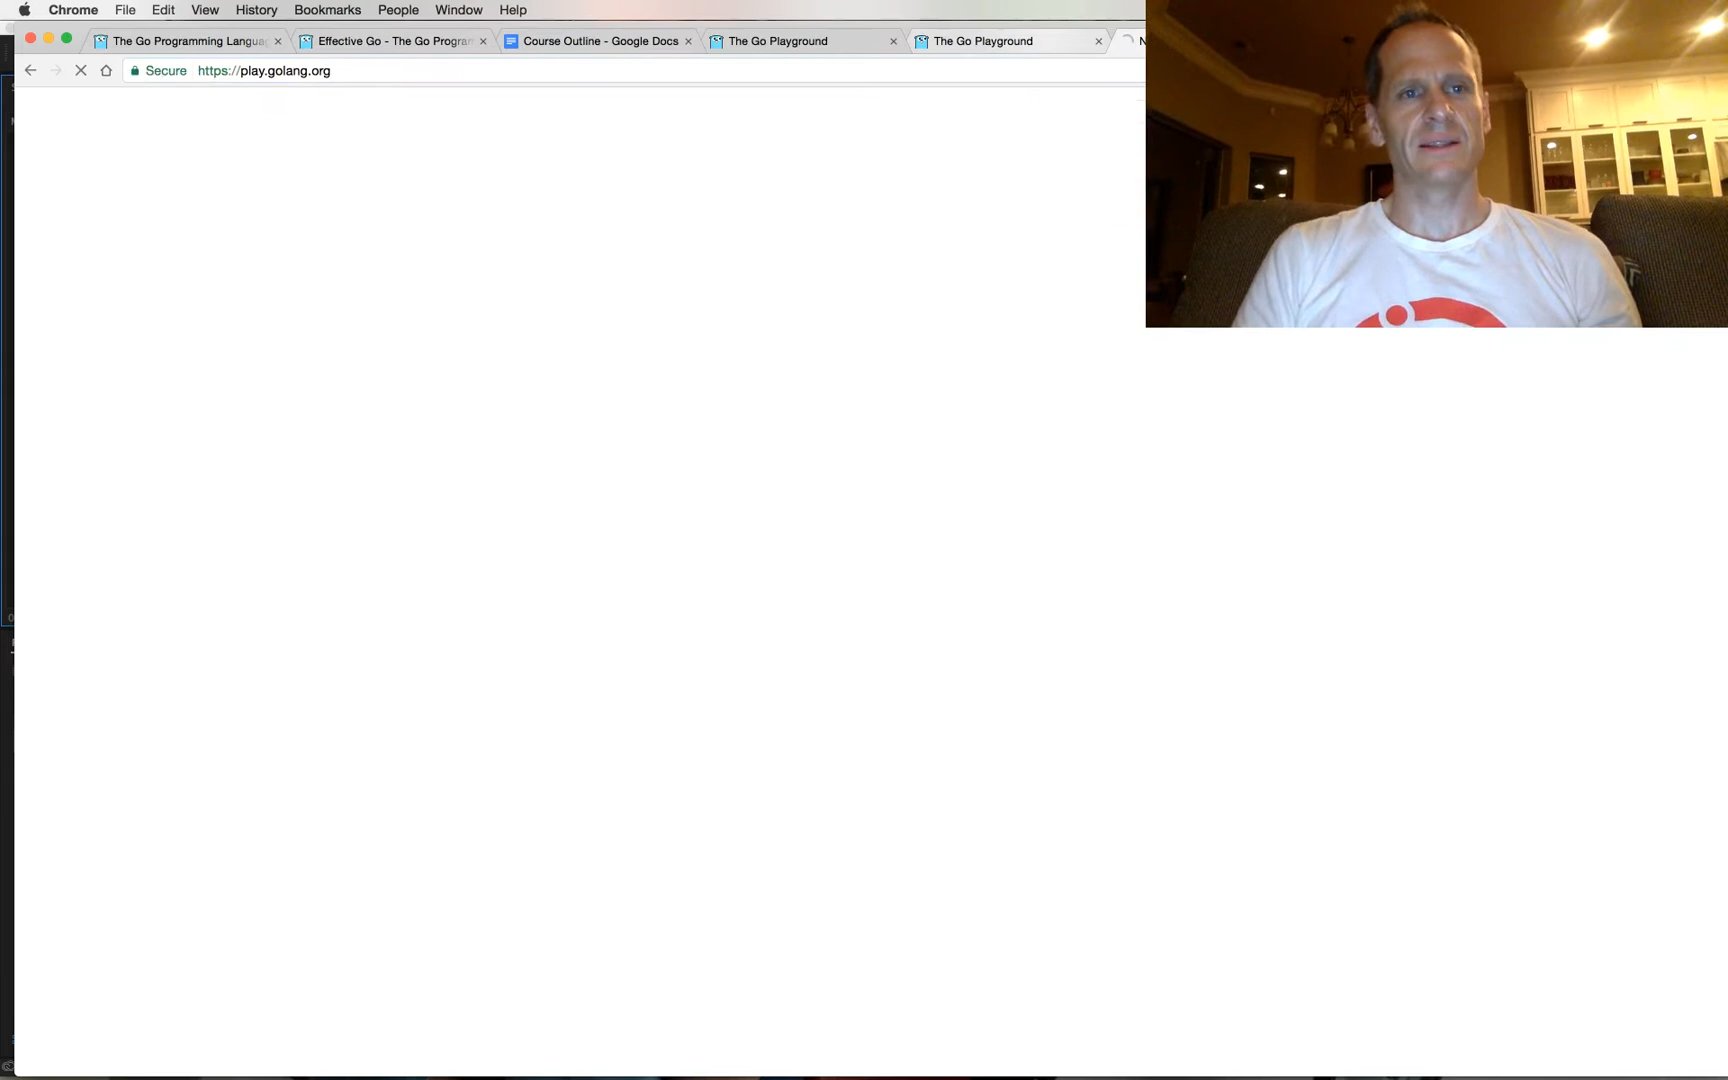 Chrome File Edit View History Bookmarks People Window Help
The Go Programming Langua
Effective Go - The Go Progra
Course Outline - Google Docs
The Go Playground
The Go Playground
Secure https://play.golang.org